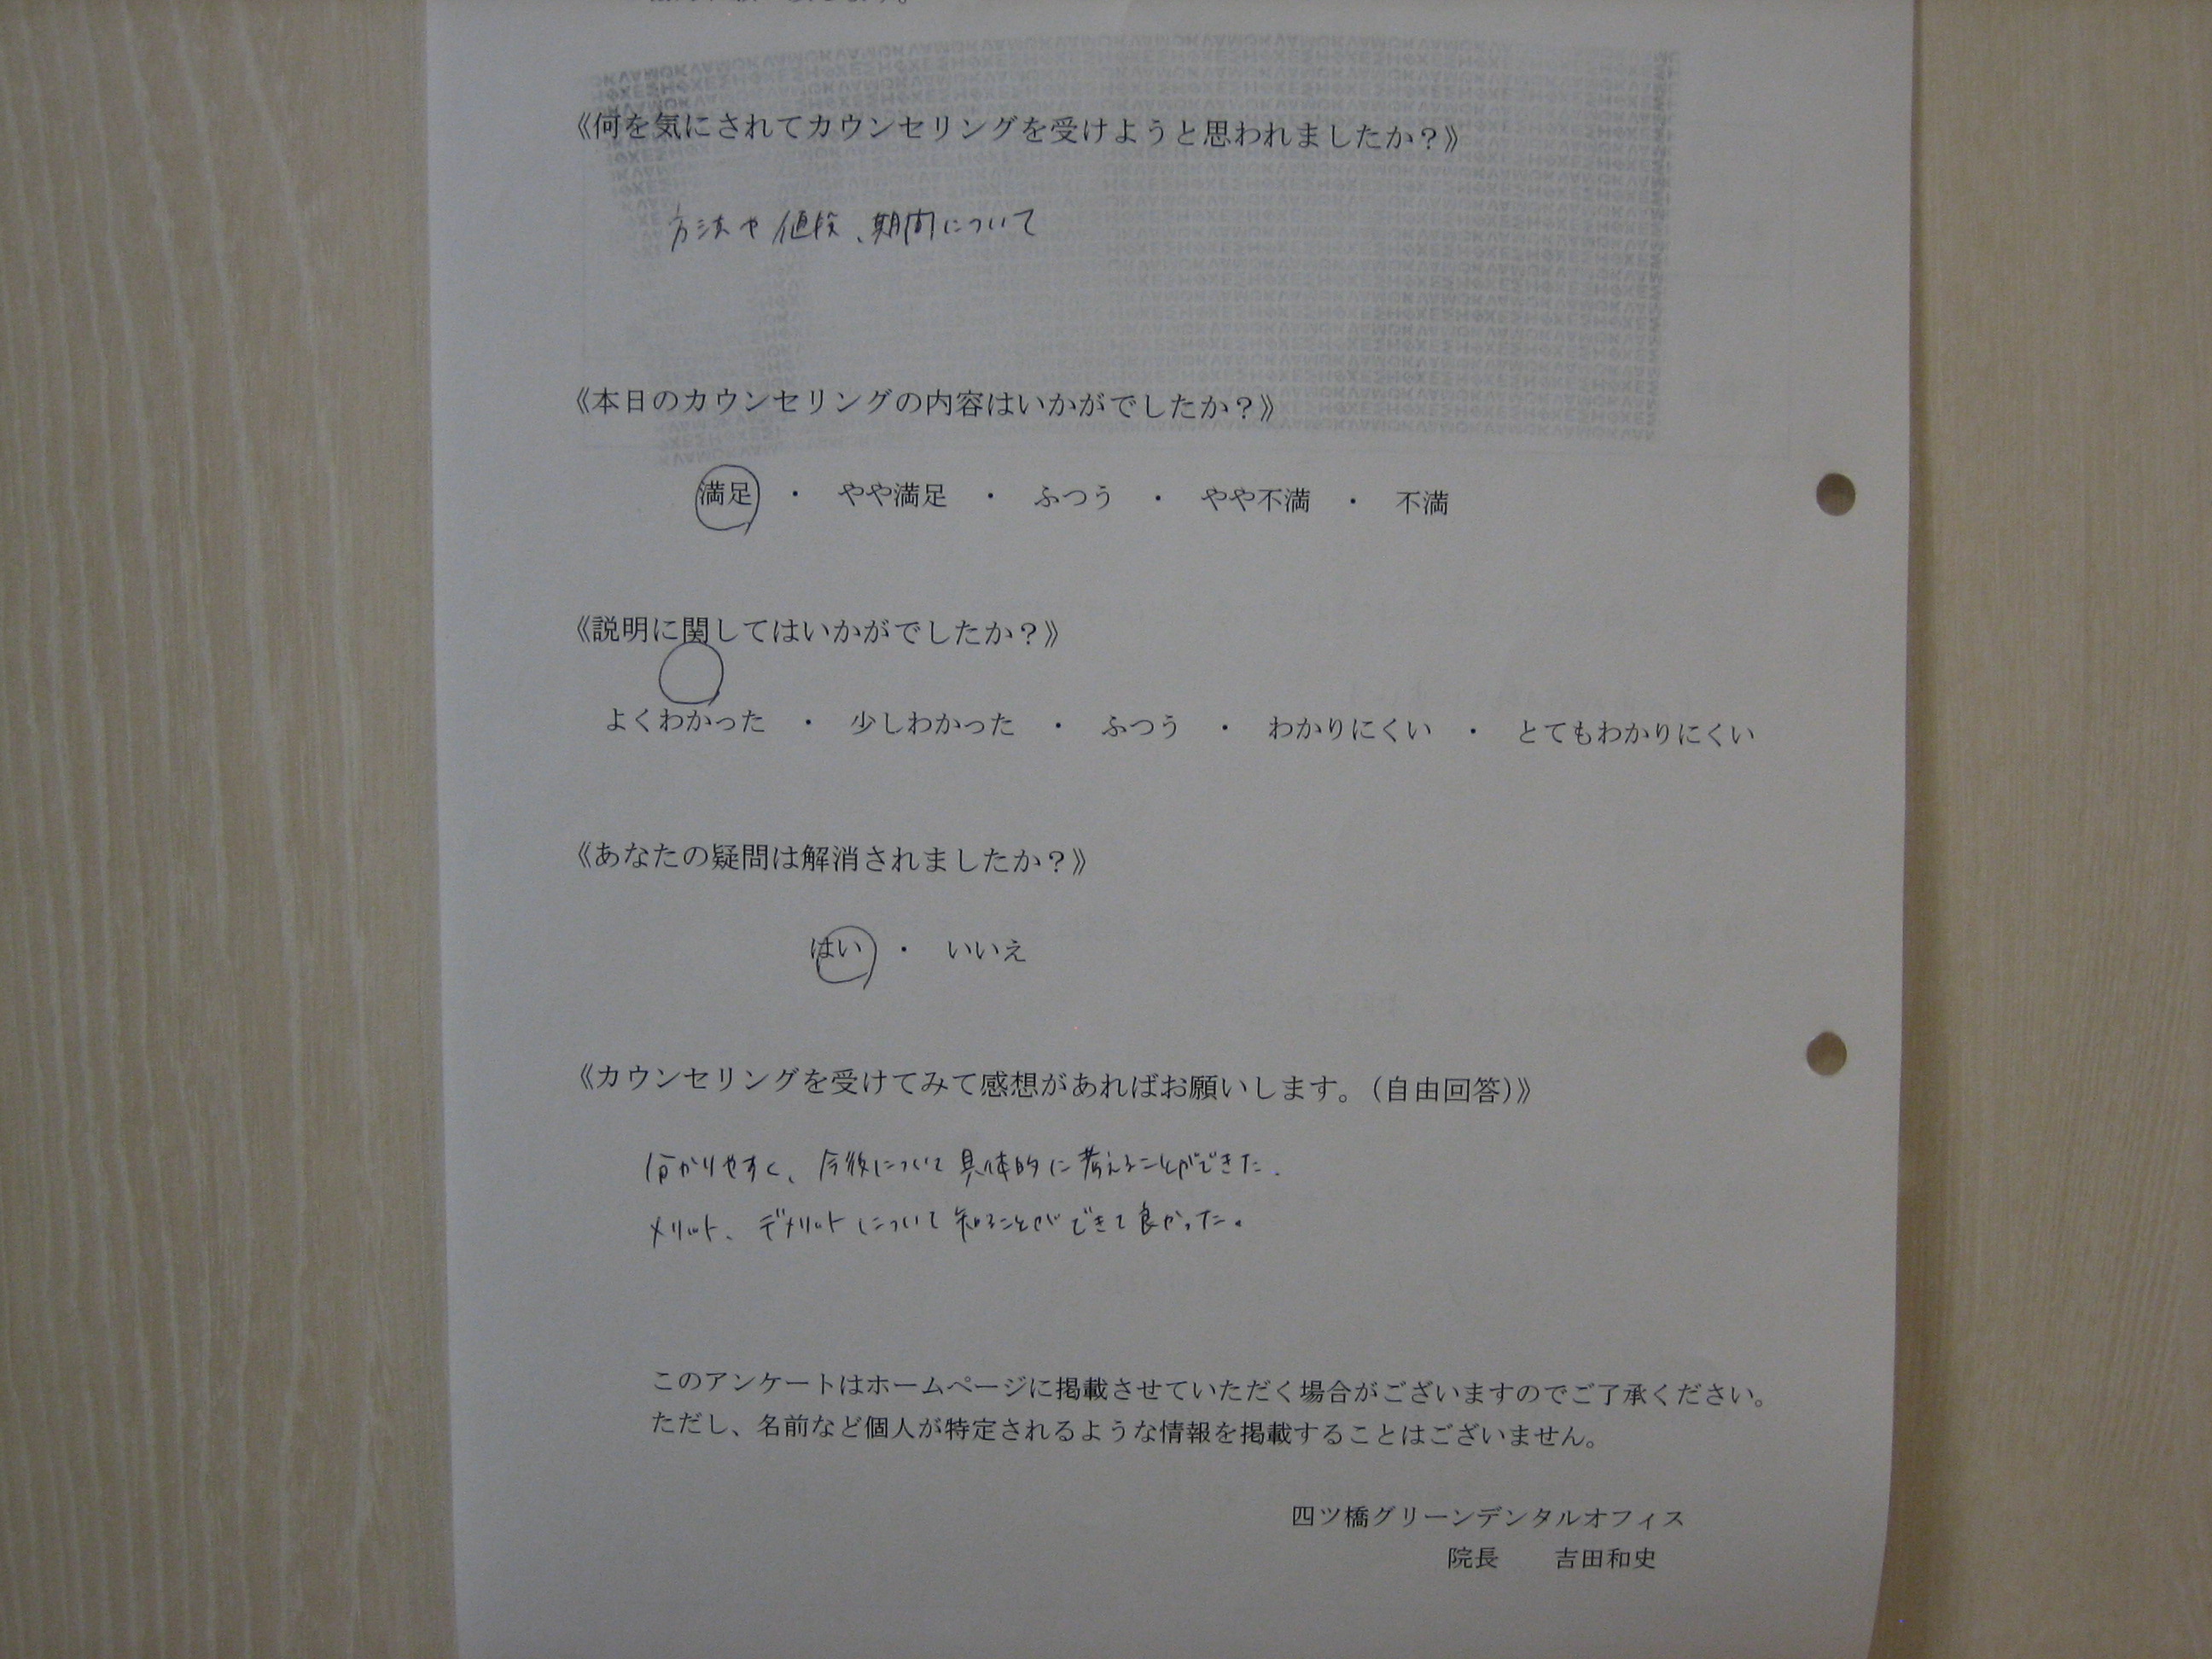 《何を気にされてカウンセリングを受けようと思われましたか？》
方法や値段、期間について
《本日のカウンセリングの内容はいかがでしたか？》
満足 ・ やや満足 ・ ふつう ・ やや不満 ・ 不満
《説明に関してはいかがでしたか？》
よくわかった ・ 少しわかった ・ ふつう ・ わかりにくい ・ とてもわかりにくい
《あなたの疑問は解消されましたか？》
はい ・ いいえ
《カウンセリングを受けてみて感想があればお願いします。（自由回答）》
分かりやすく、今後について具体的に考えることができた.
メリット、デメリットについて知ることができて良かった。
このアンケートはホームページに掲載させていただく場合がございますのでご了承ください。
ただし、名前など個人が特定されるような情報を掲載することはございません。
四ツ橋グリーンデンタルオフィス
院長 吉田和史